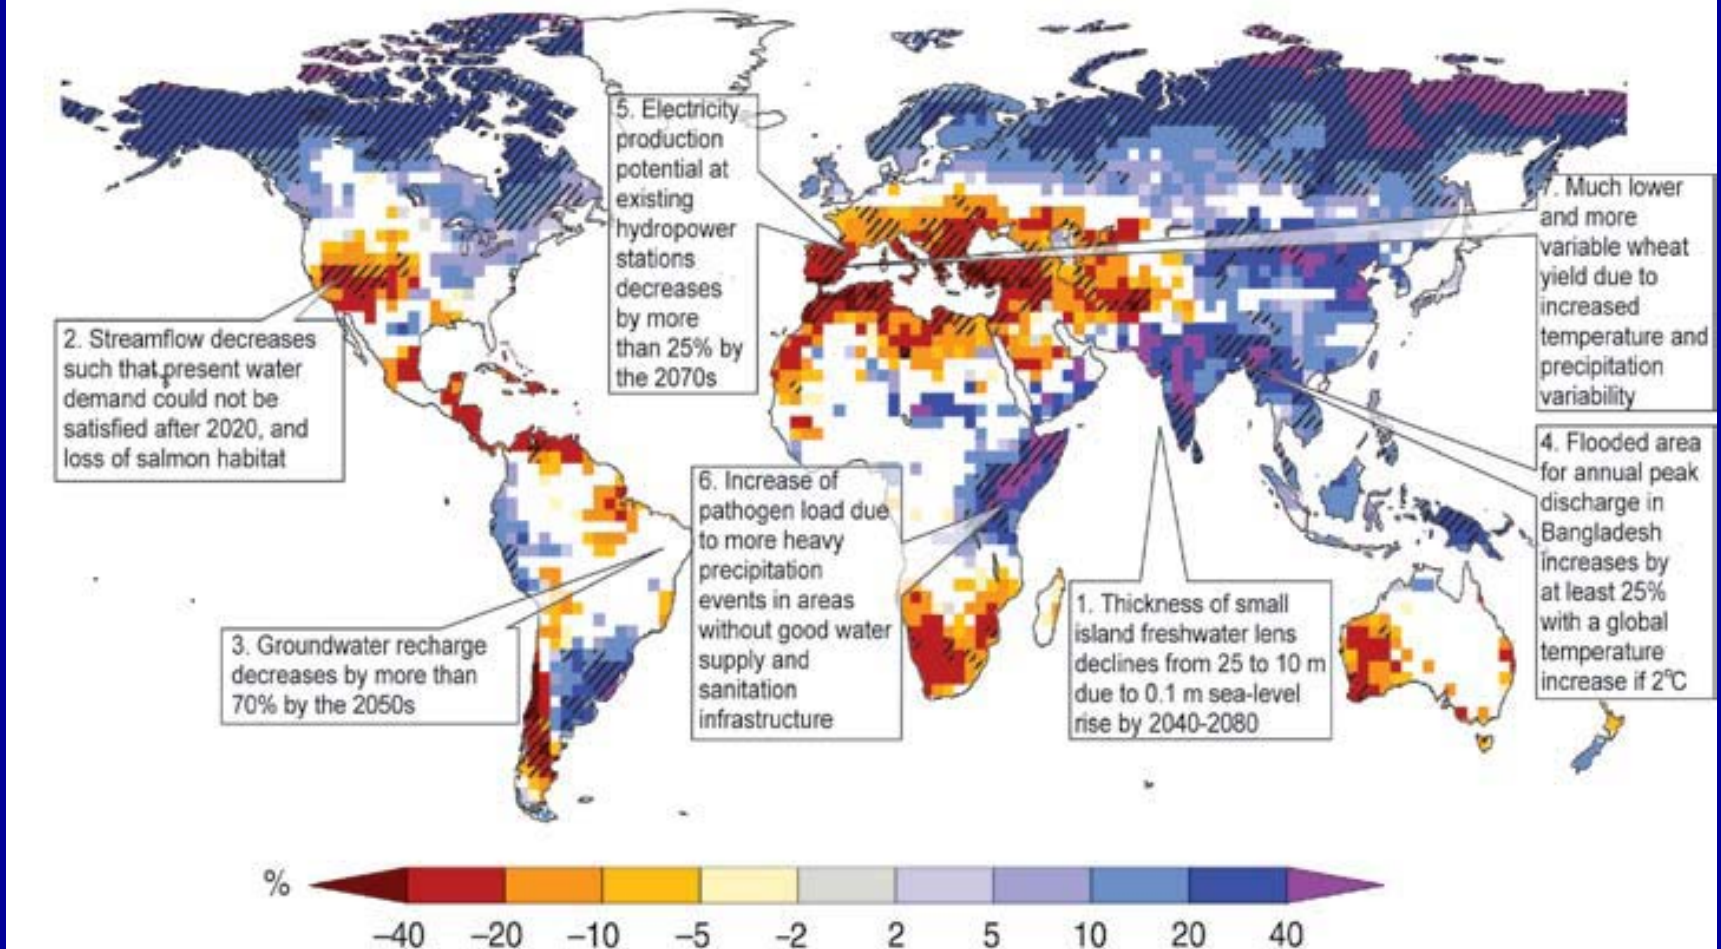 5. Electricity
production
potential at
existing
hydropower
stations
decreases
by more
than 25% by
the 2070s
7. Much lower
and more
variable wheat
yield due to
increased
temperature and
precipitation
variability
2. Streamflow decreases
such that present water
demand could not be
satisfied after 2020, and
loss of salmon habitat
4. Flooded area
for annual peak
discharge in
Bangladesh
increases by
at least 25%
with a global
temperature
increase if 2°C
6. Increase of
pathogen load due
to more heavy
precipitation
events in areas
without good water
supply and
sanitation
infrastructure
1. Thickness of small
island freshwater lens
declines from 25 to 10 m
due to 0.1 m sea-level
rise by 2040-2080
3. Groundwater recharge
decreases by more than
70% by the 2050s
%
−40 −20 −10 −5 −2 2 5 10 20 40